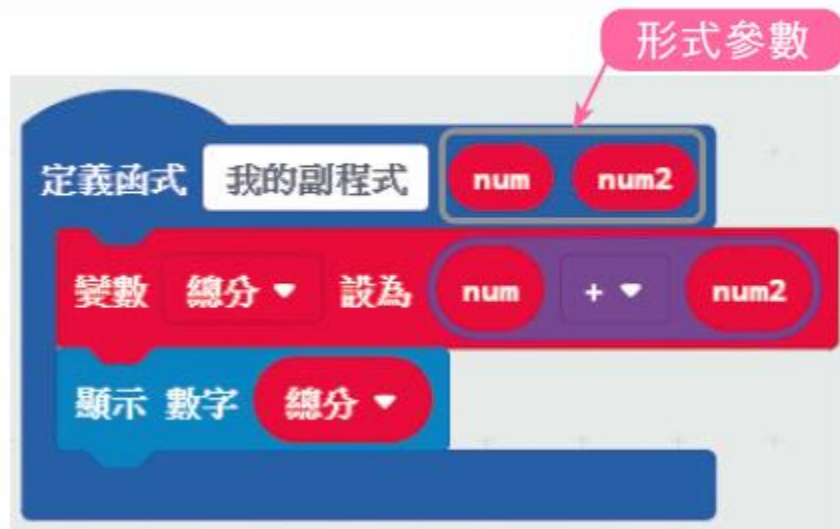 形式參數
定義函式 我的副程式 num num2
變數 總分 設為 num + num2
顯示 數字 總分